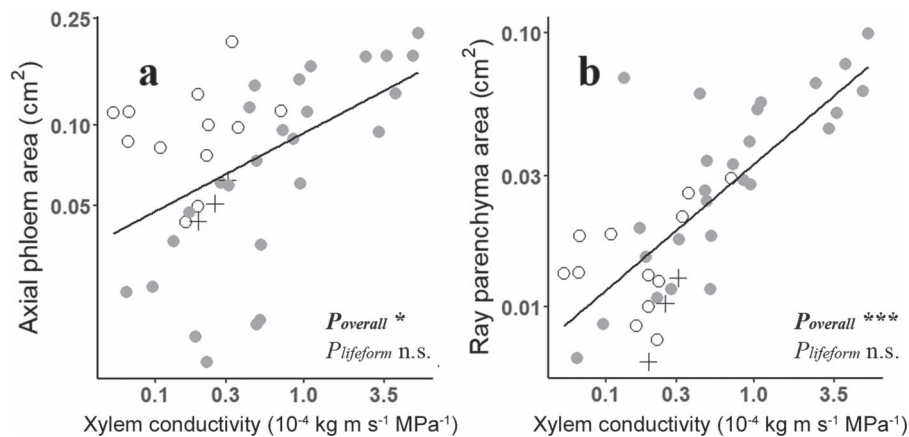 a
Axial phloem area (cm²)
0.25
0.10
0.05
0.1 0.3 1.0 3.5
Xylem conductivity (10⁻⁴ kg m s⁻¹ MPa⁻¹)
Poverall *
Plifeform n.s.
b
Ray parenchyma area (cm²)
0.10
0.03
0.01
0.1 0.3 1.0 3.5
Xylem conductivity (10⁻⁴ kg m s⁻¹ MPa⁻¹)
Poverall ***
Plifeform n.s.